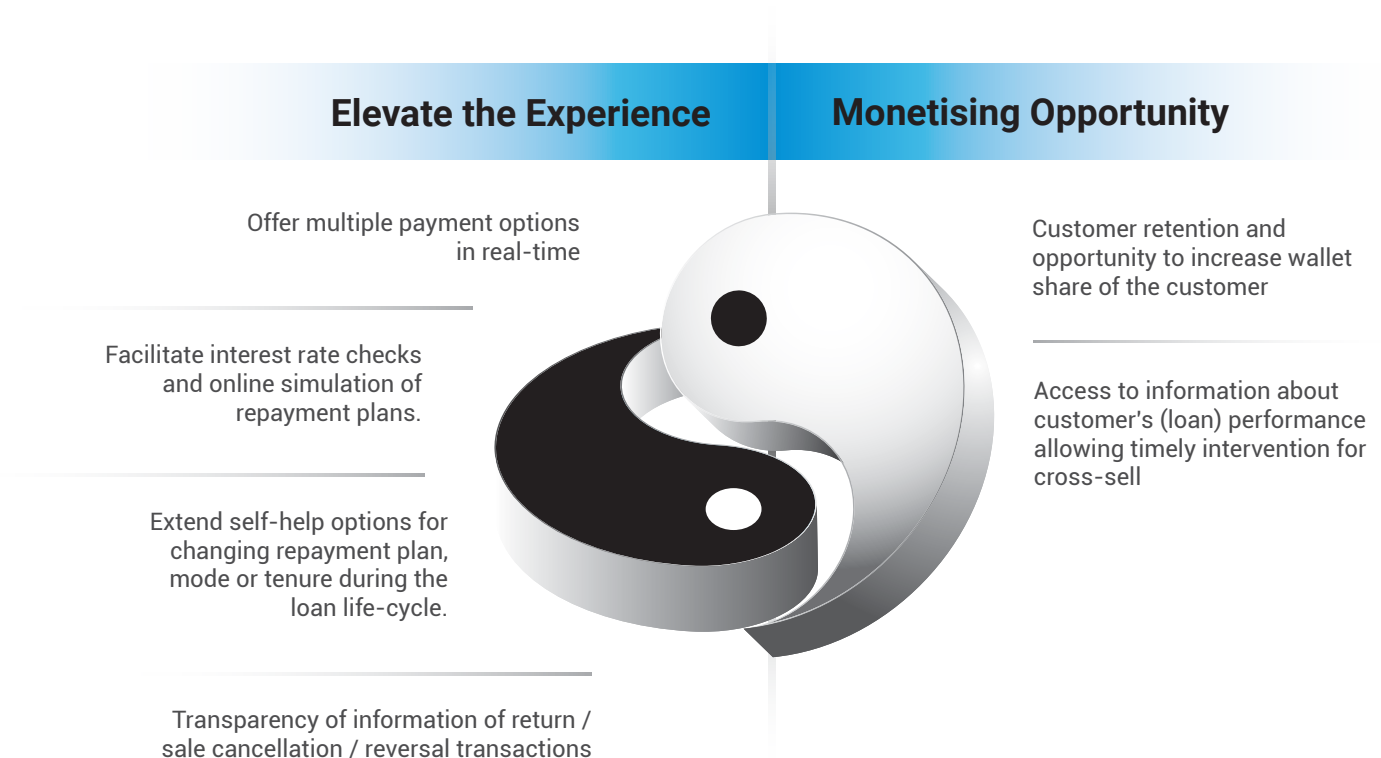 Elevate the Experience
Monetising Opportunity
Offer multiple payment options
in real-time
Facilitate interest rate checks
and online simulation of
repayment plans.
Extend self-help options for
changing repayment plan,
mode or tenure during the
loan life-cycle.
Transparency of information of return /
sale cancellation / reversal transactions
Customer retention and
opportunity to increase wallet
share of the customer
Access to information about
customer's (loan) performance
allowing timely intervention for
cross-sell